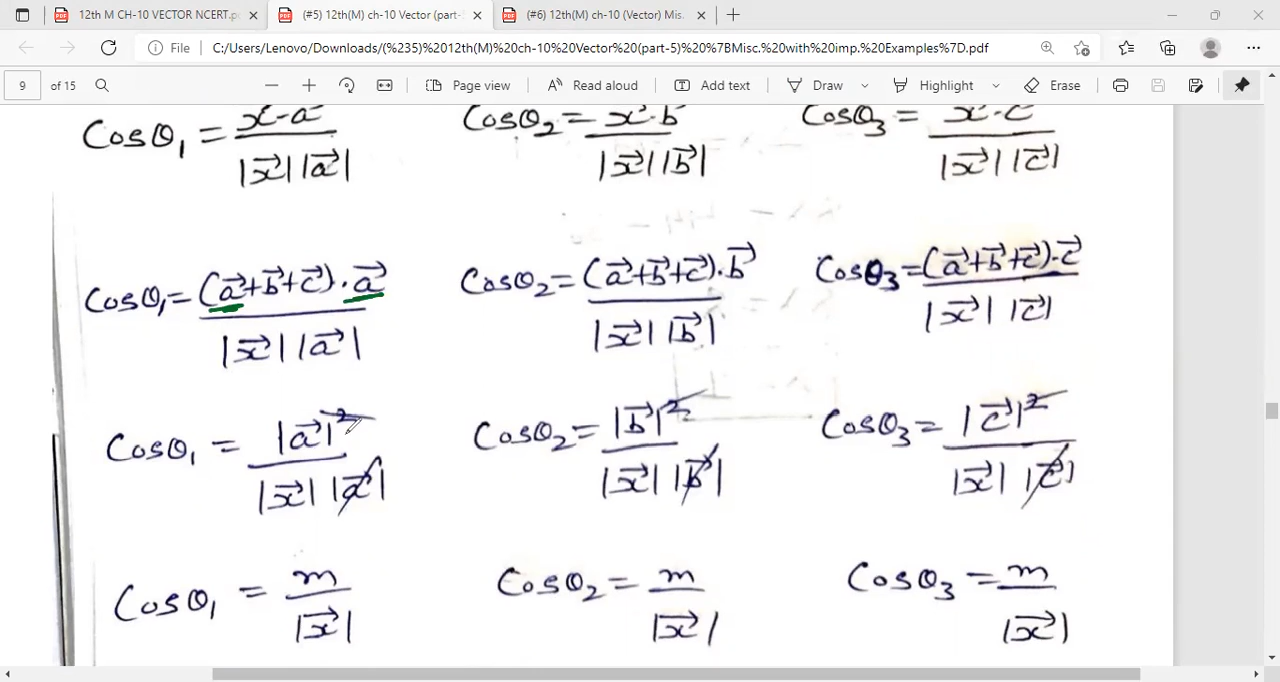 12th M CH-10 VECTOR NCERT.p
(#5) 12th(M) ch-10 Vector (part-
(#6) 12th(M) ch-10 (Vector) Mis.
File
C:/Users/Lenovo/Downloads/(%235)%2012th(M)%20ch-10%20Vector%20(part-5)%20%7BMisc.%20with%20imp.%20Examples%7D.pdf
9 of 15
Page view
Read aloud
Add text
Draw
Highlight
Erase
Cosθ₁ = x⃗·a⃗ / |x⃗| |a⃗|
Cosθ₂ = x⃗·b⃗ / |x⃗| |b⃗|
Cosθ₃ = x⃗·c⃗ / |x⃗| |c⃗|
Cosθ₁ = (a⃗+b⃗+c⃗)·a⃗ / |x⃗| |a⃗|
Cosθ₂ = (a⃗+b⃗+c⃗)·b⃗ / |x⃗| |b⃗|
Cosθ₃ = (a⃗+b⃗+c⃗)·c⃗ / |x⃗| |c⃗|
Cosθ₁ = |a⃗|² / |x⃗| |a⃗|
Cosθ₂ = |b⃗|² / |x⃗| |b⃗|
Cosθ₃ = |c⃗|² / |x⃗| |c⃗|
Cosθ₁ = m / |x⃗|
Cosθ₂ = m / |x⃗|
Cosθ₃ = m / |x⃗|